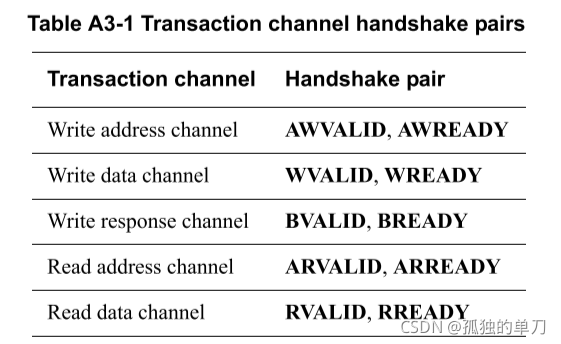 Table A3-1 Transaction channel handshake pairs
Transaction channel Handshake pair
Write address channel AWVALID, AWREADY
Write data channel WVALID, WREADY
Write response channel BVALID, BREADY
Read address channel ARVALID, ARREADY
Read data channel RVALID, RREADY
CSDN @孤独的单刀